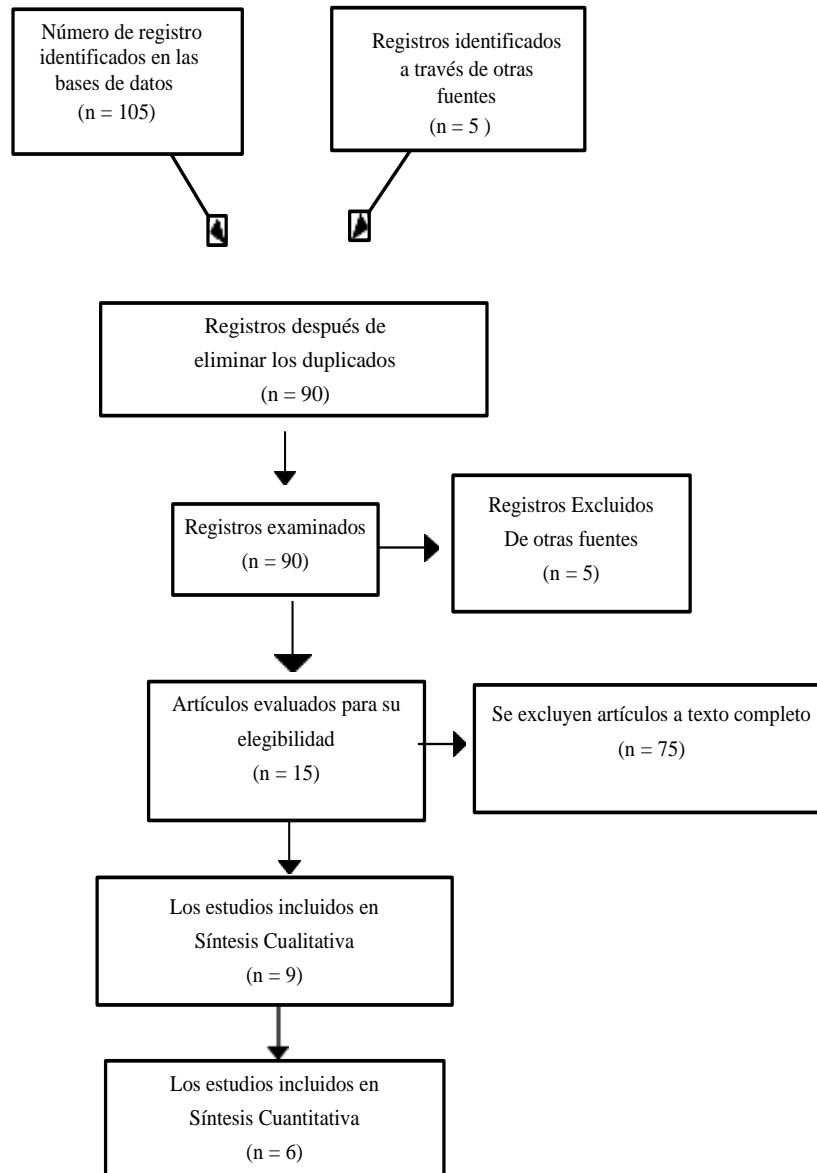 Número de registro
identificados en las
bases de datos
(n = 105)
Registros identificados
a través de otras
fuentes
(n = 5 )
Registros después de
eliminar los duplicados
(n = 90)
Registros examinados
(n = 90)
Registros Excluidos
De otras fuentes
(n = 5)
Artículos evaluados para su
elegibilidad
(n = 15)
Se excluyen artículos a texto completo
(n = 75)
Los estudios incluidos en
Síntesis Cualitativa
(n = 9)
Los estudios incluidos en
Síntesis Cuantitativa
(n = 6)